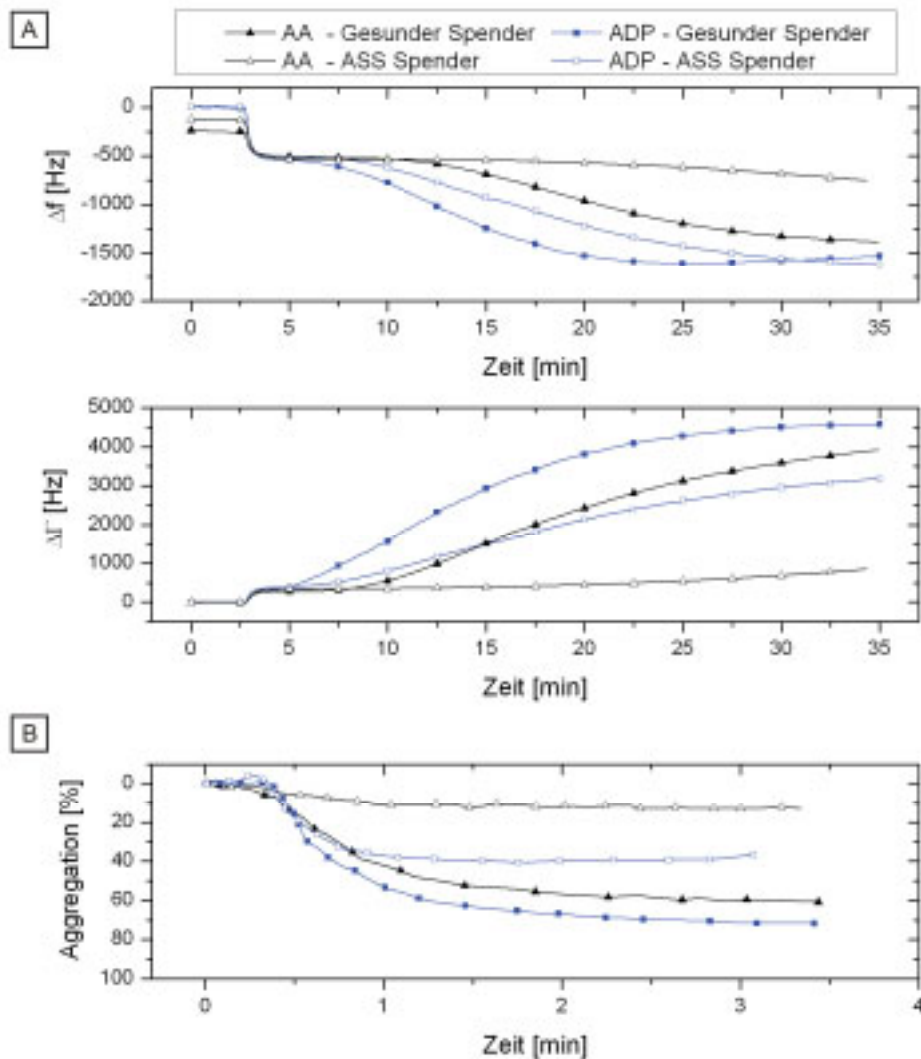 A
AA - Gesunder Spender
ADP - Gesunder Spender
AA - ASS Spender
ADP - ASS Spender
0
-500
-1000
-1500
-2000
Δf [Hz]
0 5 10 15 20 25 30 35
Zeit [min]
5000
4000
3000
2000
1000
0
ΔΓ [Hz]
0 5 10 15 20 25 30 35
Zeit [min]
B
0
20
40
60
80
100
Aggregation [%]
0 1 2 3 4
Zeit [min]